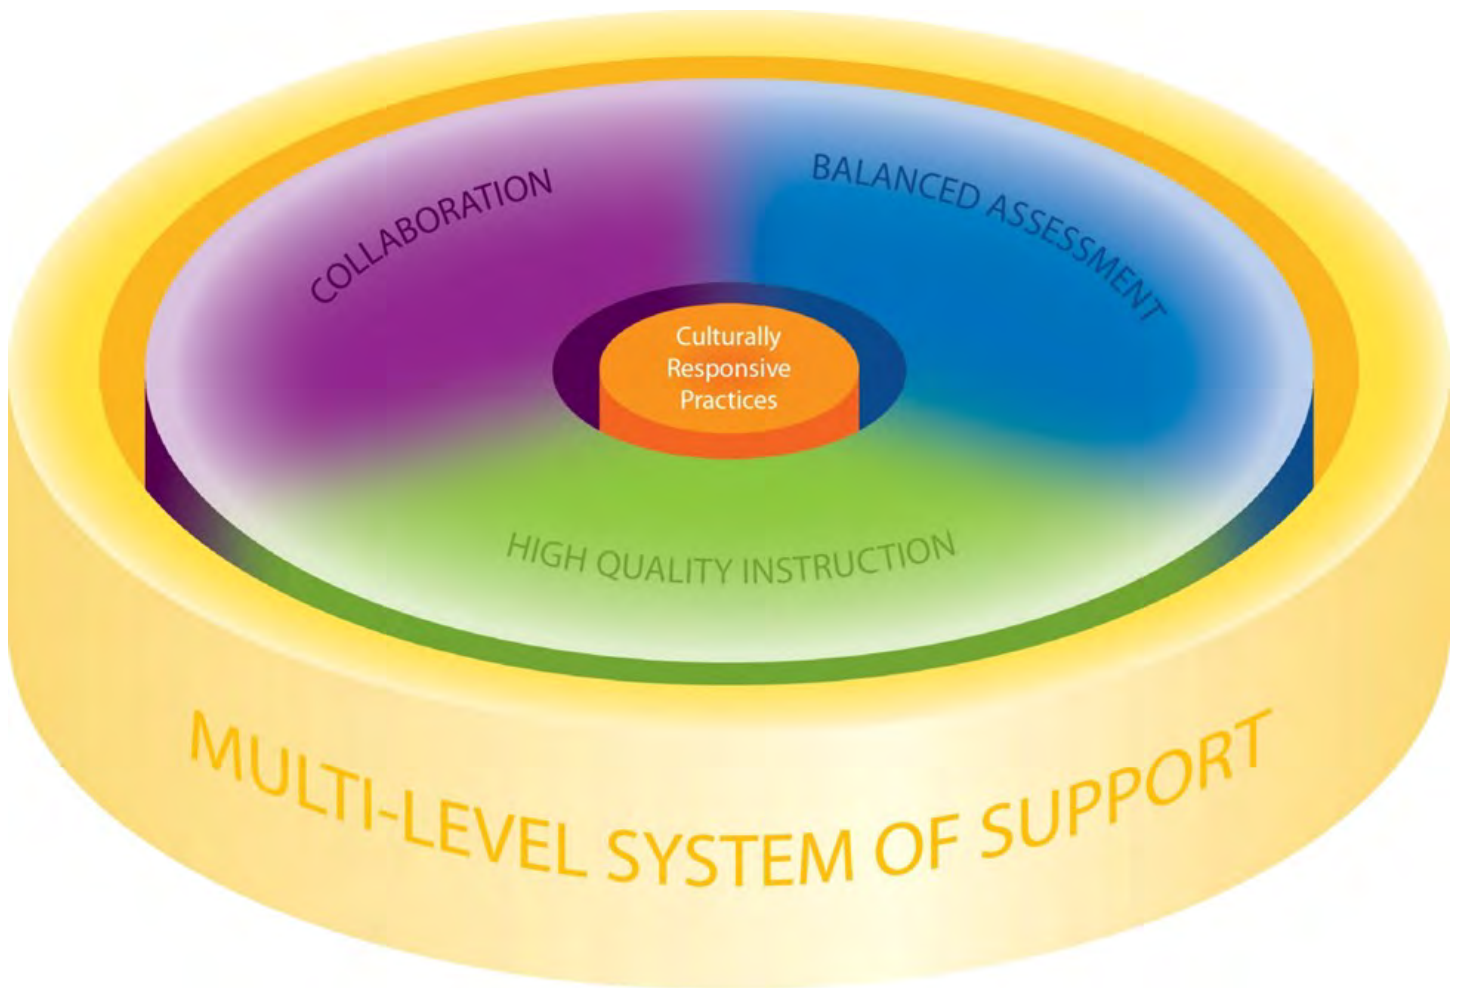 COLLABORATION
BALANCED ASSESSMENT
Culturally
Responsive
Practices
HIGH QUALITY INSTRUCTION
MULTI-LEVEL SYSTEM OF SUPPORT